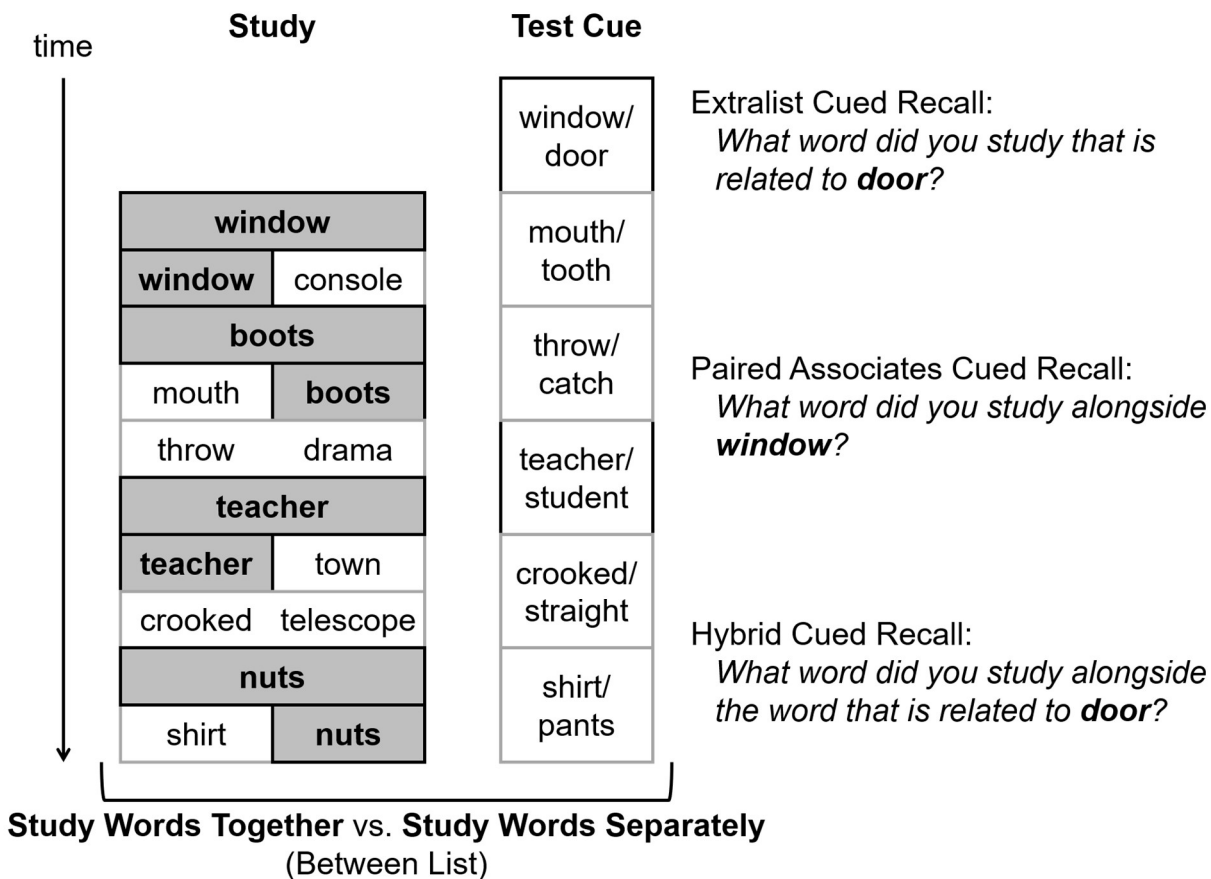 Study
Test Cue
time
window
window console
boots
mouth boots
throw drama
teacher
teacher town
crooked telescope
nuts
shirt nuts
window/
door
mouth/
tooth
throw/
catch
teacher/
student
crooked/
straight
shirt/
pants
Extralist Cued Recall:
What word did you study that is
related to door?
Paired Associates Cued Recall:
What word did you study alongside
window?
Hybrid Cued Recall:
What word did you study alongside
the word that is related to door?
Study Words Together vs. Study Words Separately
(Between List)